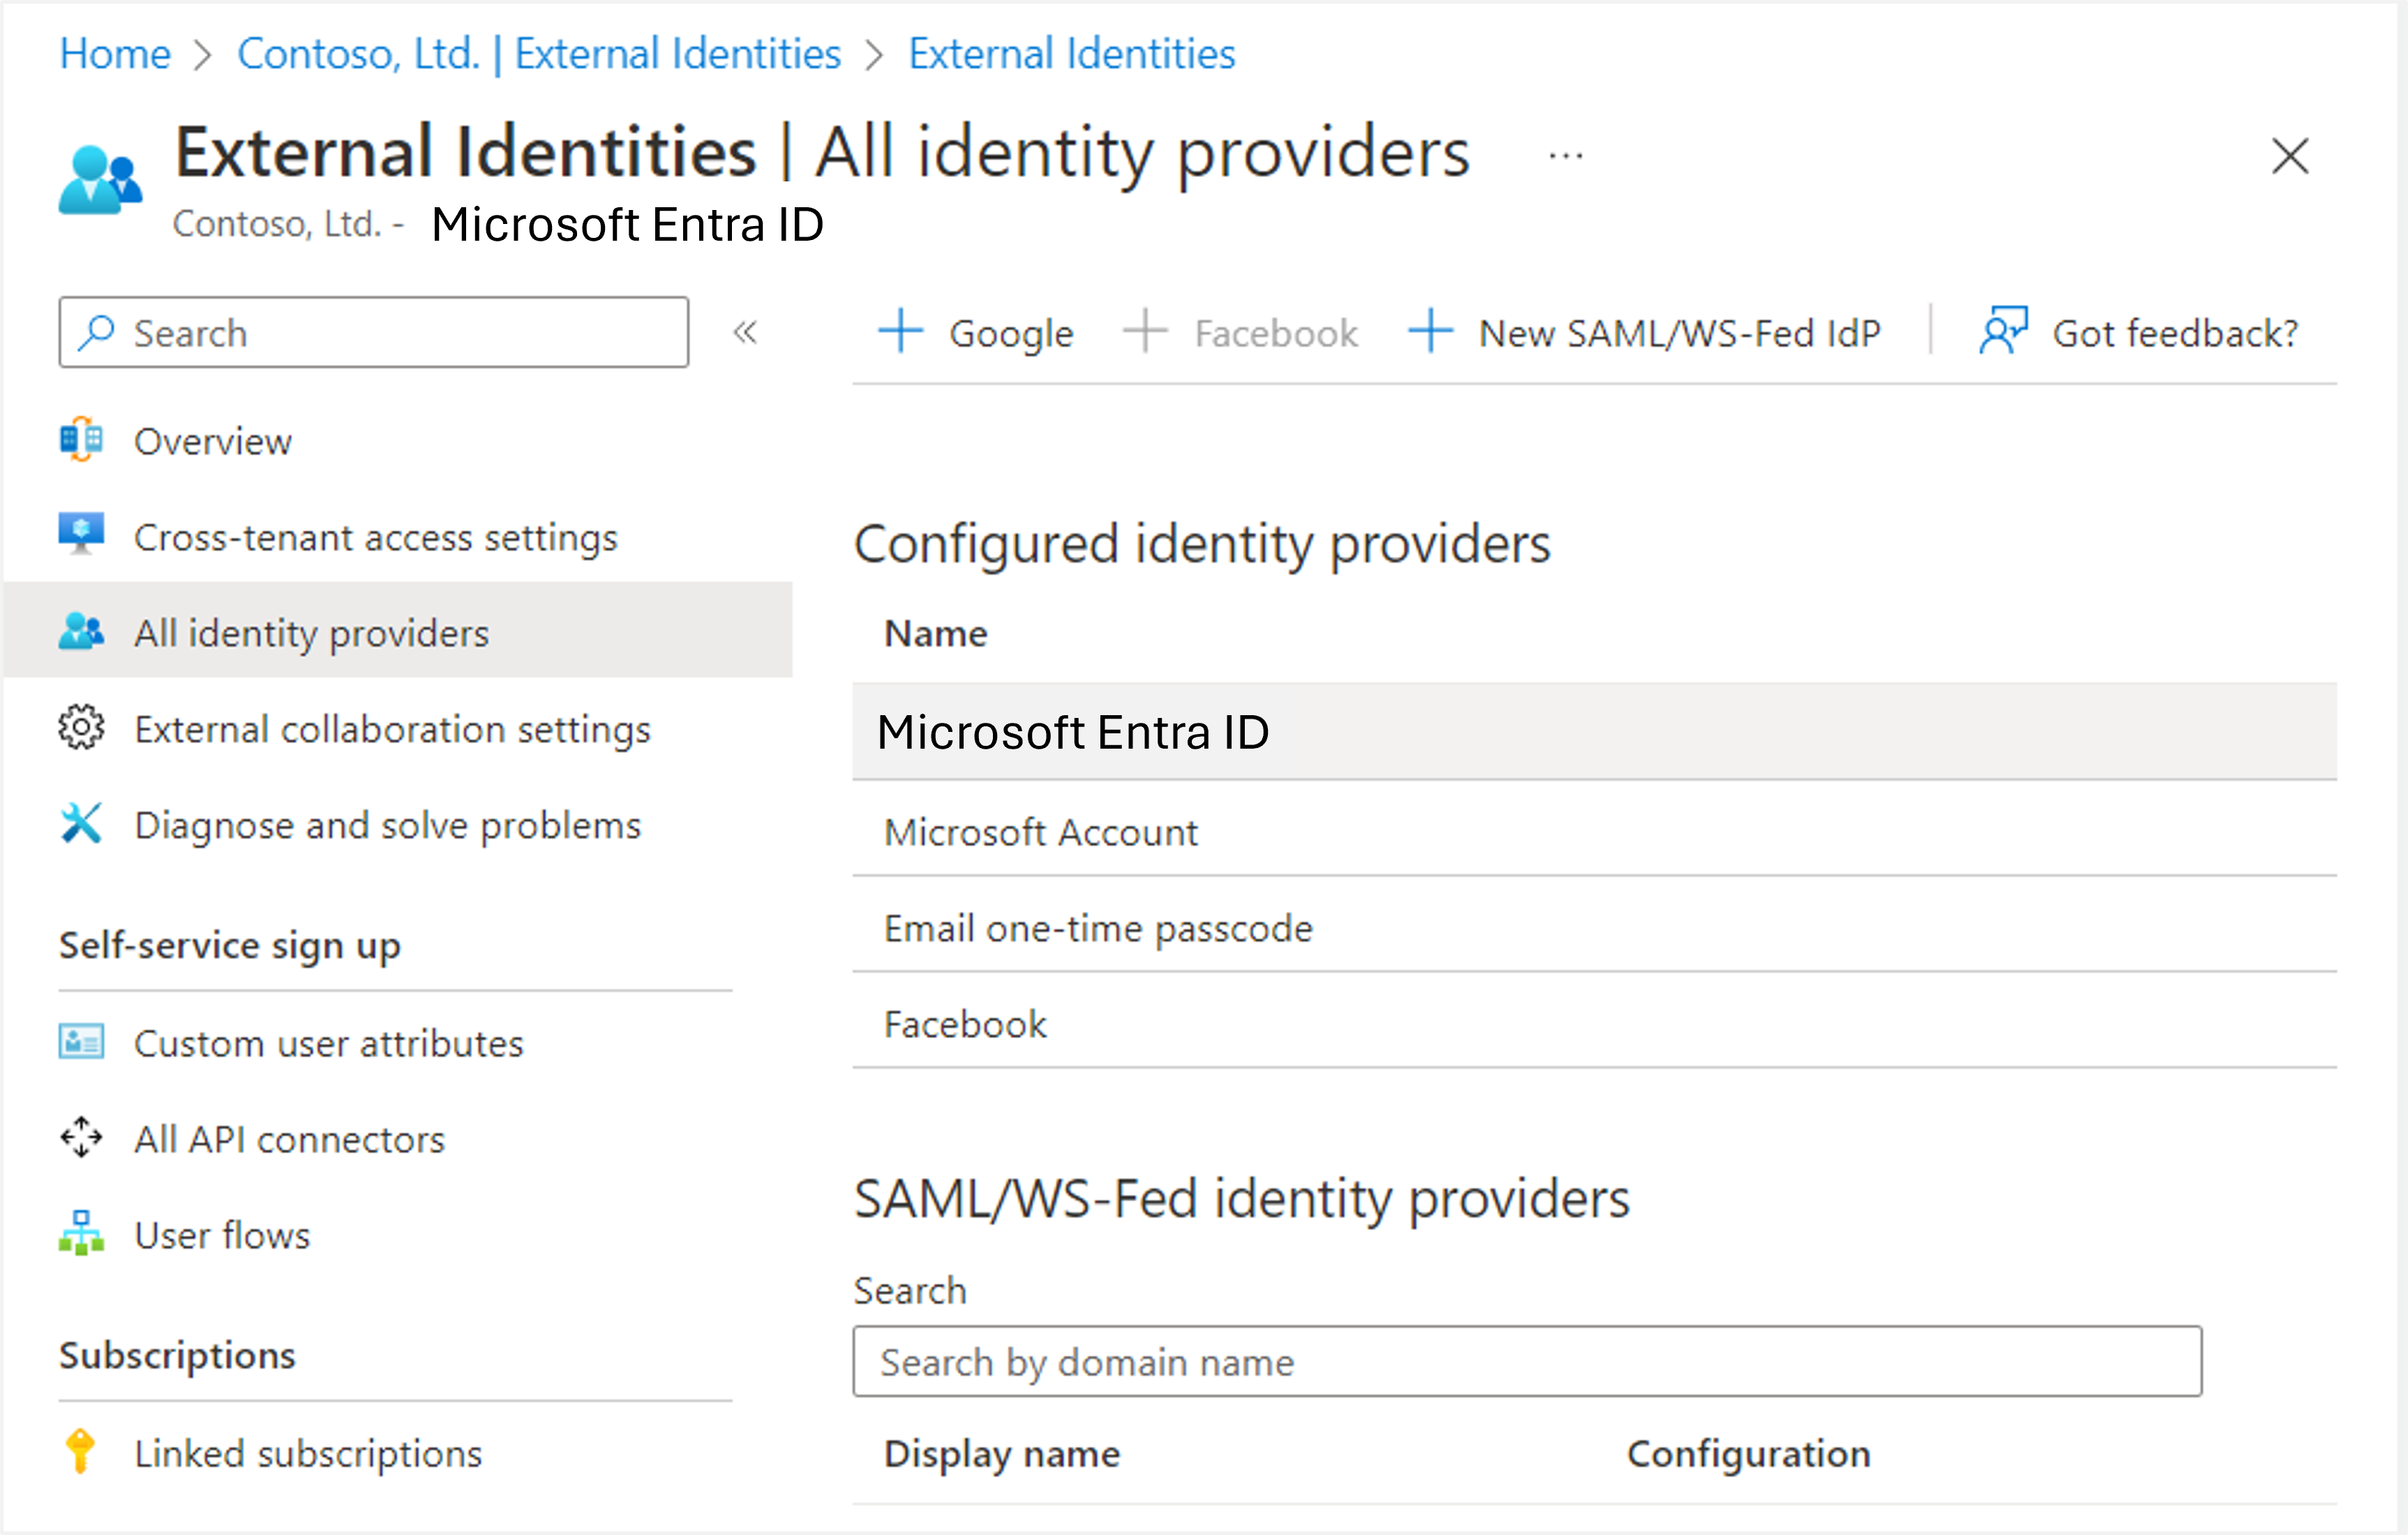 Home > Contoso, Ltd. | External Identities > External Identities
External Identities | All identity providers ...
Contoso, Ltd. - Microsoft Entra ID
Search «
Overview
Cross-tenant access settings
All identity providers
External collaboration settings
Diagnose and solve problems
Self-service sign up
Custom user attributes
All API connectors
User flows
Subscriptions
Linked subscriptions
+ Google + Facebook + New SAML/WS-Fed IdP | Got feedback?
Configured identity providers
Name
Microsoft Entra ID
Microsoft Account
Email one-time passcode
Facebook
SAML/WS-Fed identity providers
Search
Search by domain name
Display name Configuration